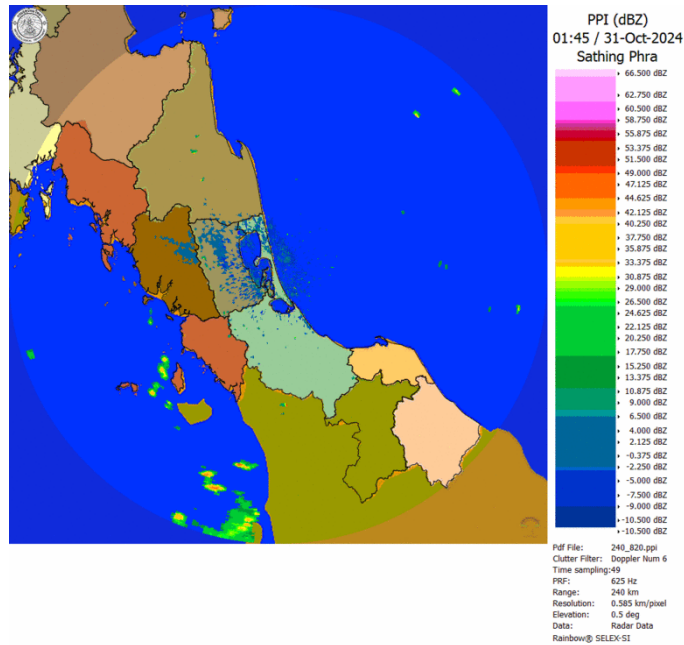 PPI (dBZ)
01:45 / 31-Oct-2024
Sathing Phra
66.500 dBZ
62.750 dBZ
60.500 dBZ
58.750 dBZ
55.875 dBZ
53.375 dBZ
51.500 dBZ
49.000 dBZ
47.125 dBZ
44.625 dBZ
42.125 dBZ
40.250 dBZ
37.750 dBZ
35.875 dBZ
33.375 dBZ
30.875 dBZ
29.000 dBZ
26.500 dBZ
24.625 dBZ
22.125 dBZ
20.250 dBZ
17.750 dBZ
15.250 dBZ
13.375 dBZ
10.875 dBZ
9.000 dBZ
6.500 dBZ
4.000 dBZ
2.125 dBZ
-0.375 dBZ
-2.250 dBZ
-5.000 dBZ
-7.500 dBZ
-9.000 dBZ
-10.500 dBZ
-10.500 dBZ
Pdf File: 240_820.ppi
Clutter Filter: Doppler Num 6
Time sampling:49
PRF: 625 Hz
Range: 240 km
Resolution: 0.585 km/pixel
Elevation: 0.5 deg
Data: Radar Data
Rainbow® SELEX-SI